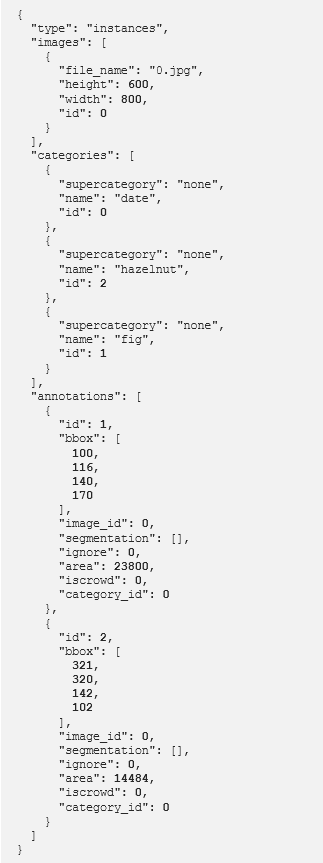 {
  "type": "instances",
  "images": [
    {
      "file_name": "0.jpg",
      "height": 600,
      "width": 800,
      "id": 0
    }
  ],
  "categories": [
    {
      "supercategory": "none",
      "name": "date",
      "id": 0
    },
    {
      "supercategory": "none",
      "name": "hazelnut",
      "id": 2
    },
    {
      "supercategory": "none",
      "name": "fig",
      "id": 1
    }
  ],
  "annotations": [
    {
      "id": 1,
      "bbox": [
        100,
        116,
        140,
        170
      ],
      "image_id": 0,
      "segmentation": [],
      "ignore": 0,
      "area": 23800,
      "iscrowd": 0,
      "category_id": 0
    },
    {
      "id": 2,
      "bbox": [
        321,
        320,
        142,
        102
      ],
      "image_id": 0,
      "segmentation": [],
      "ignore": 0,
      "area": 14484,
      "iscrowd": 0,
      "category_id": 0
    }
  ]
}